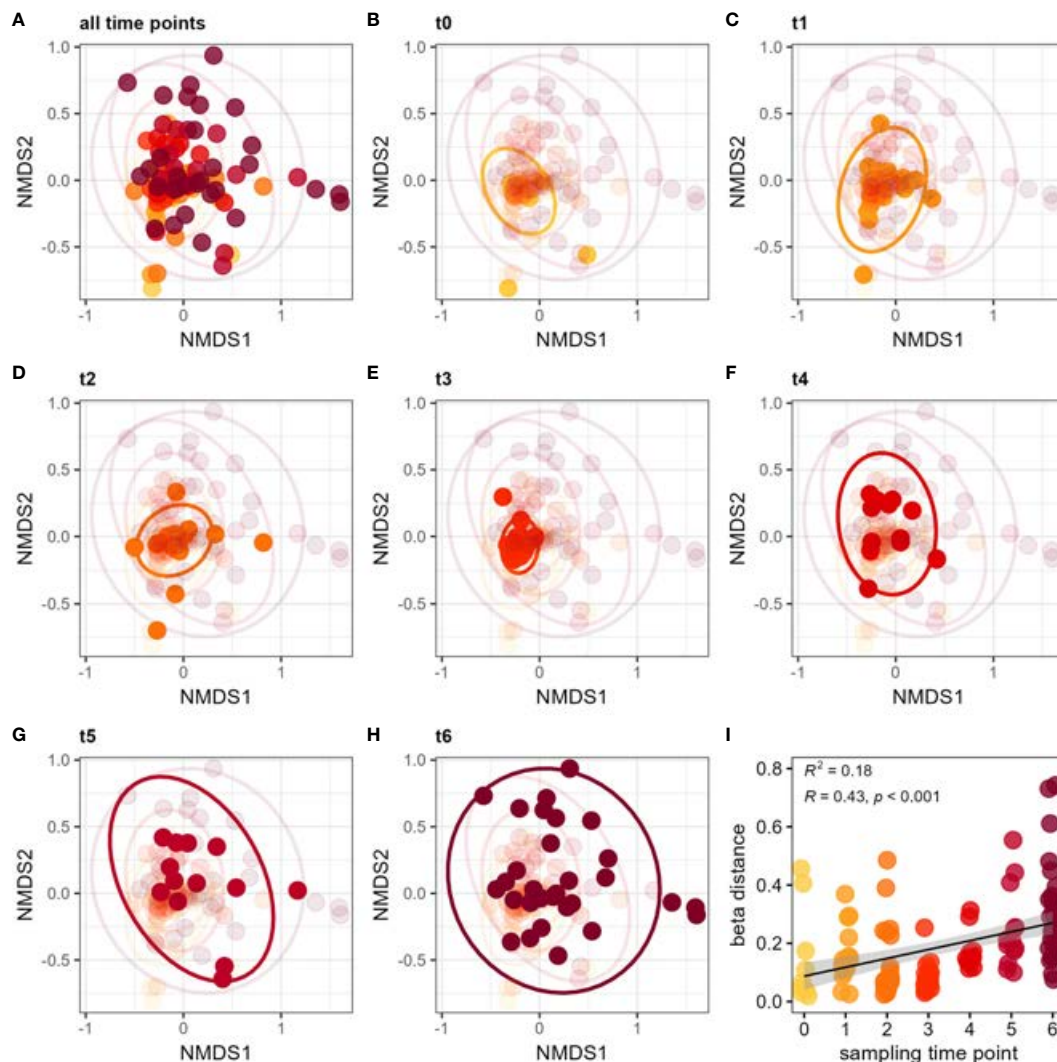 A all time points
B t0
C t1
1.0
0.5
0.0
-0.5
NMDS2
-1 0 1
NMDS1
1.0
0.5
0.0
-0.5
NMDS2
-1 0 1
NMDS1
1.0
0.5
0.0
-0.5
NMDS2
-1 0 1
NMDS1
D t2
E t3
F t4
1.0
0.5
0.0
-0.5
NMDS2
-1 0 1
NMDS1
1.0
0.5
0.0
-0.5
NMDS2
-1 0 1
NMDS1
1.0
0.5
0.0
-0.5
NMDS2
-1 0 1
NMDS1
G t5
H t6
I
1.0
0.5
0.0
-0.5
NMDS2
-1 0 1
NMDS1
1.0
0.5
0.0
-0.5
NMDS2
-1 0 1
NMDS1
R² = 0.18
R = 0.43, p < 0.001
0.8
0.6
0.4
0.2
0.0
beta distance
0 1 2 3 4 5 6
sampling time point